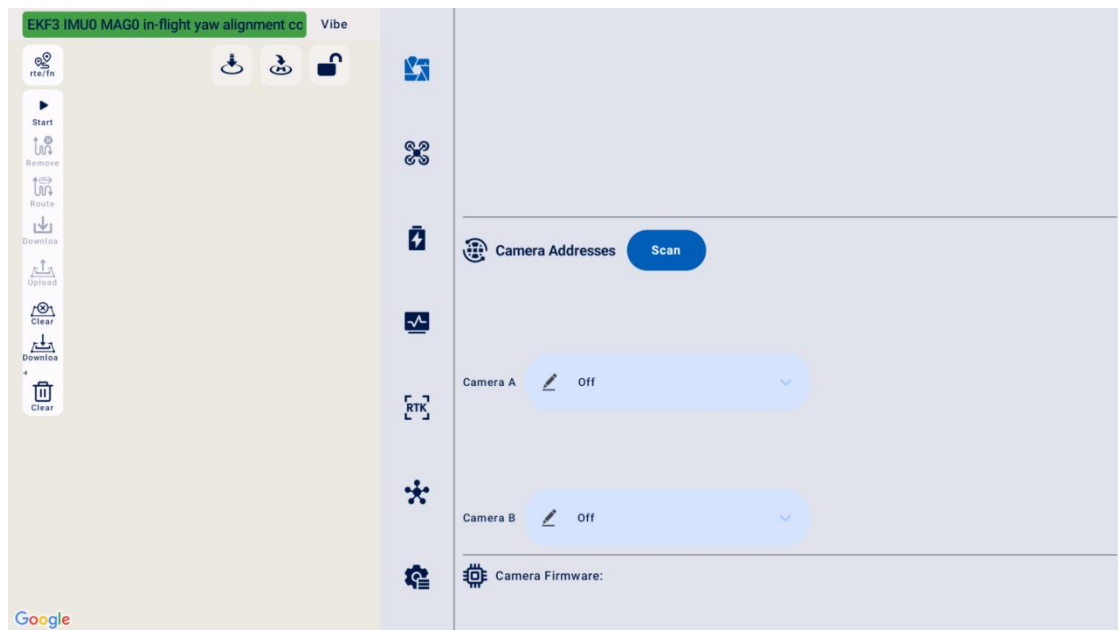 EKF3 IMU0 MAG0 in-flight yaw alignment cc
Vibe
rte/fn
Start
Remove
Route
Downloa
Upload
Clear
Downloa
Clear
Google
RTK
Camera Addresses
Scan
Camera A
Off
Camera B
Off
Camera Firmware: